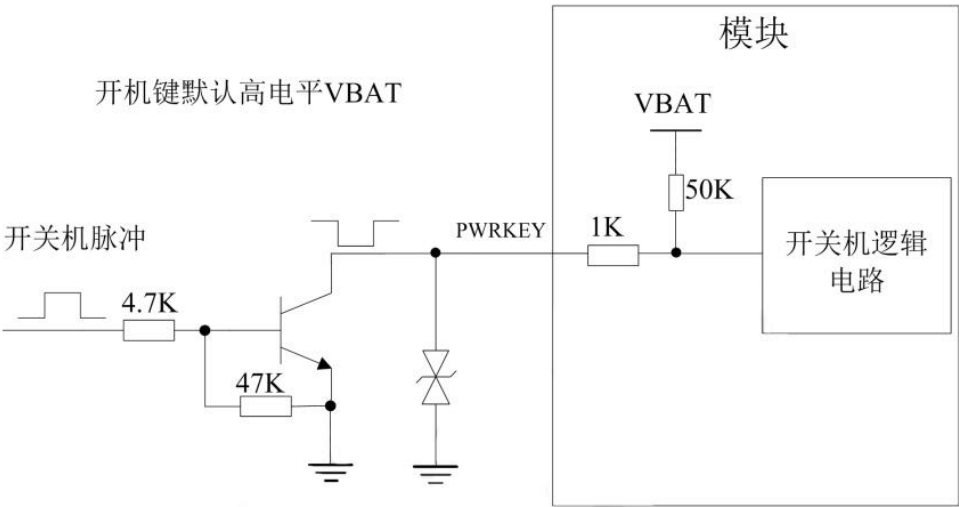 模块
开机键默认高电平VBAT
VBAT
50K
开关机脉冲
PWRKEY
1K
开关机逻辑
电路
4.7K
47K